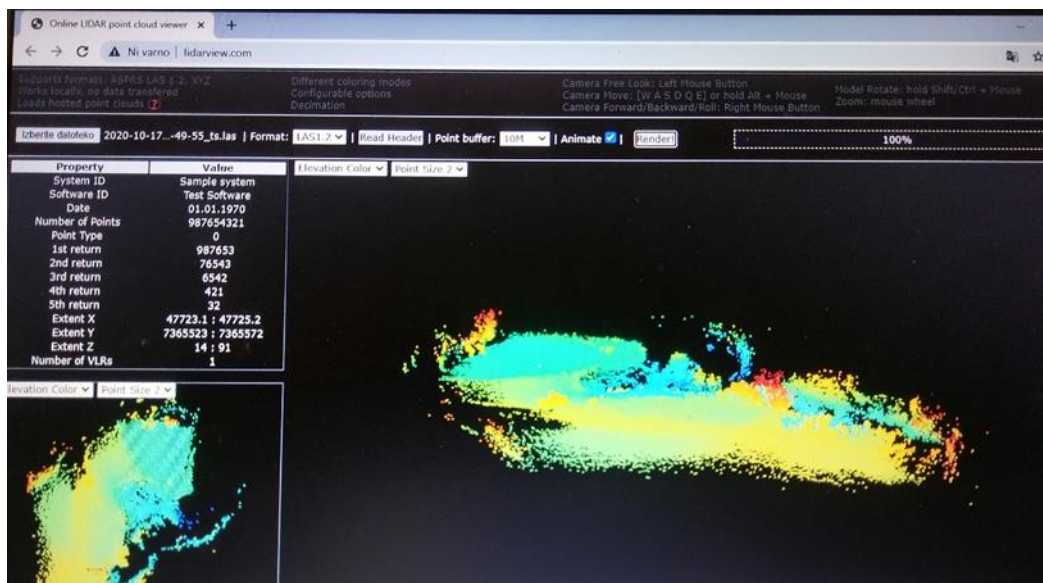 Online LIDAR point cloud viewer × +
Ni varno | lidarview.com
Supports formats: ASPRS LAS 1.2, XYZ
Works locally, no data transfered
Loads hosted point clouds [?]
Different coloring modes
Configurable options
Decimation
Camera Free Look: Left Mouse Button
Camera Move: [W A S D Q E] or hold Alt + Mouse
Camera Forward/Backward/Roll: Right Mouse Button
Model Rotate: hold Shift/Ctrl + Mouse
Zoom: mouse wheel
Izberite datoteko 2020-10-17...-49-55_ts.las | Format: LAS1.2 | Read Header | Point buffer: 10M | Animate | Render!
100%
Property Value
System ID Sample system
Software ID Test Software
Date 01.01.1970
Number of Points 987654321
Point Type 0
1st return 987653
2nd return 76543
3rd return 6542
4th return 421
5th return 32
Extent X 47723.1 : 47725.2
Extent Y 7365523 : 7365572
Extent Z 14 : 91
Number of VLRs 1
Elevation Color Point Size 2
levation Color Point Size 2